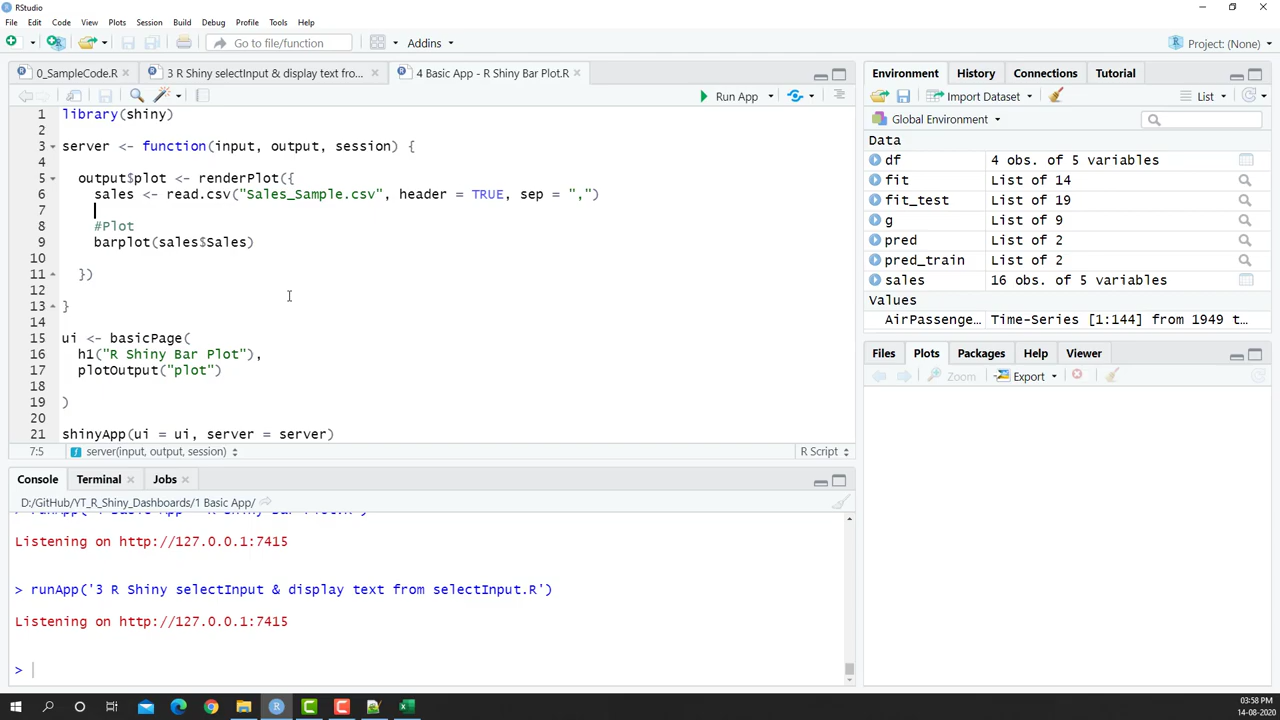 RStudio
File Edit Code View Plots Session Build Debug Profile Tools Help
Go to file/function Addins Project: (None)
0_SampleCode.R 3 R Shiny selectInput & display text fro... 4 Basic App - R Shiny Bar Plot.R
Run App
1 library(shiny)
2
3 server <- function(input, output, session) {
4
5 output$plot <- renderPlot({
6 sales <- read.csv("Sales_Sample.csv", header = TRUE, sep = ",")
7
8 #Plot
9 barplot(sales$Sales)
10
11 })
12
13 }
14
15 ui <- basicPage(
16 h1("R Shiny Bar Plot"),
17 plotOutput("plot")
18
19 )
20
21 shinyApp(ui = ui, server = server)
7:5 server(input, output, session) R Script
Console Terminal Jobs
D:/GitHub/YT_R_Shiny_Dashboards/1 Basic App/
> runApp('4 Basic App - R Shiny Bar Plot.R')
Listening on http://127.0.0.1:7415
> runApp('3 R Shiny selectInput & display text from selectInput.R')
Listening on http://127.0.0.1:7415
>
Environment History Connections Tutorial
Import Dataset List
Global Environment
Data
df 4 obs. of 5 variables
fit List of 14
fit_test List of 19
g List of 9
pred List of 2
pred_train List of 2
sales 16 obs. of 5 variables
Values
AirPassenge... Time-Series [1:144] from 1949 t...
Files Plots Packages Help Viewer
Zoom Export
03:58 PM
14-08-2020